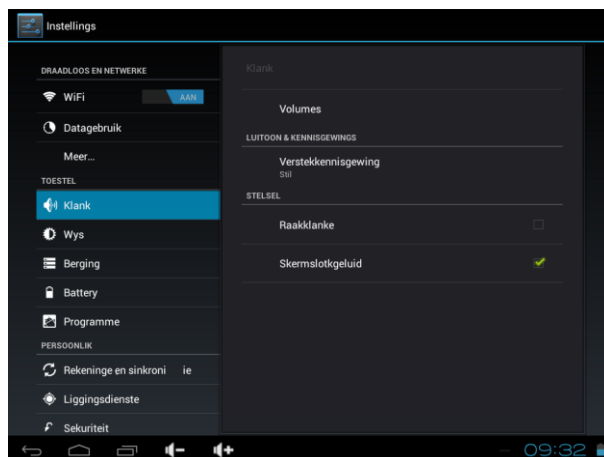 Instellings
DRAADLOOS EN NETWERKE
WiFi AAN
Datagebruik
Meer...
TOESTEL
Klank
Wys
Berging
Battery
Programme
PERSOONLIK
Rekeninge en sinkroni ie
Liggingsdienste
Sekuriteit
Klank
Volumes
LUITOON & KENNISGEWINGS
Verstekkennisgewing
Stil
STELSEL
Raakklanke
Skermslotkgeluid
09:32